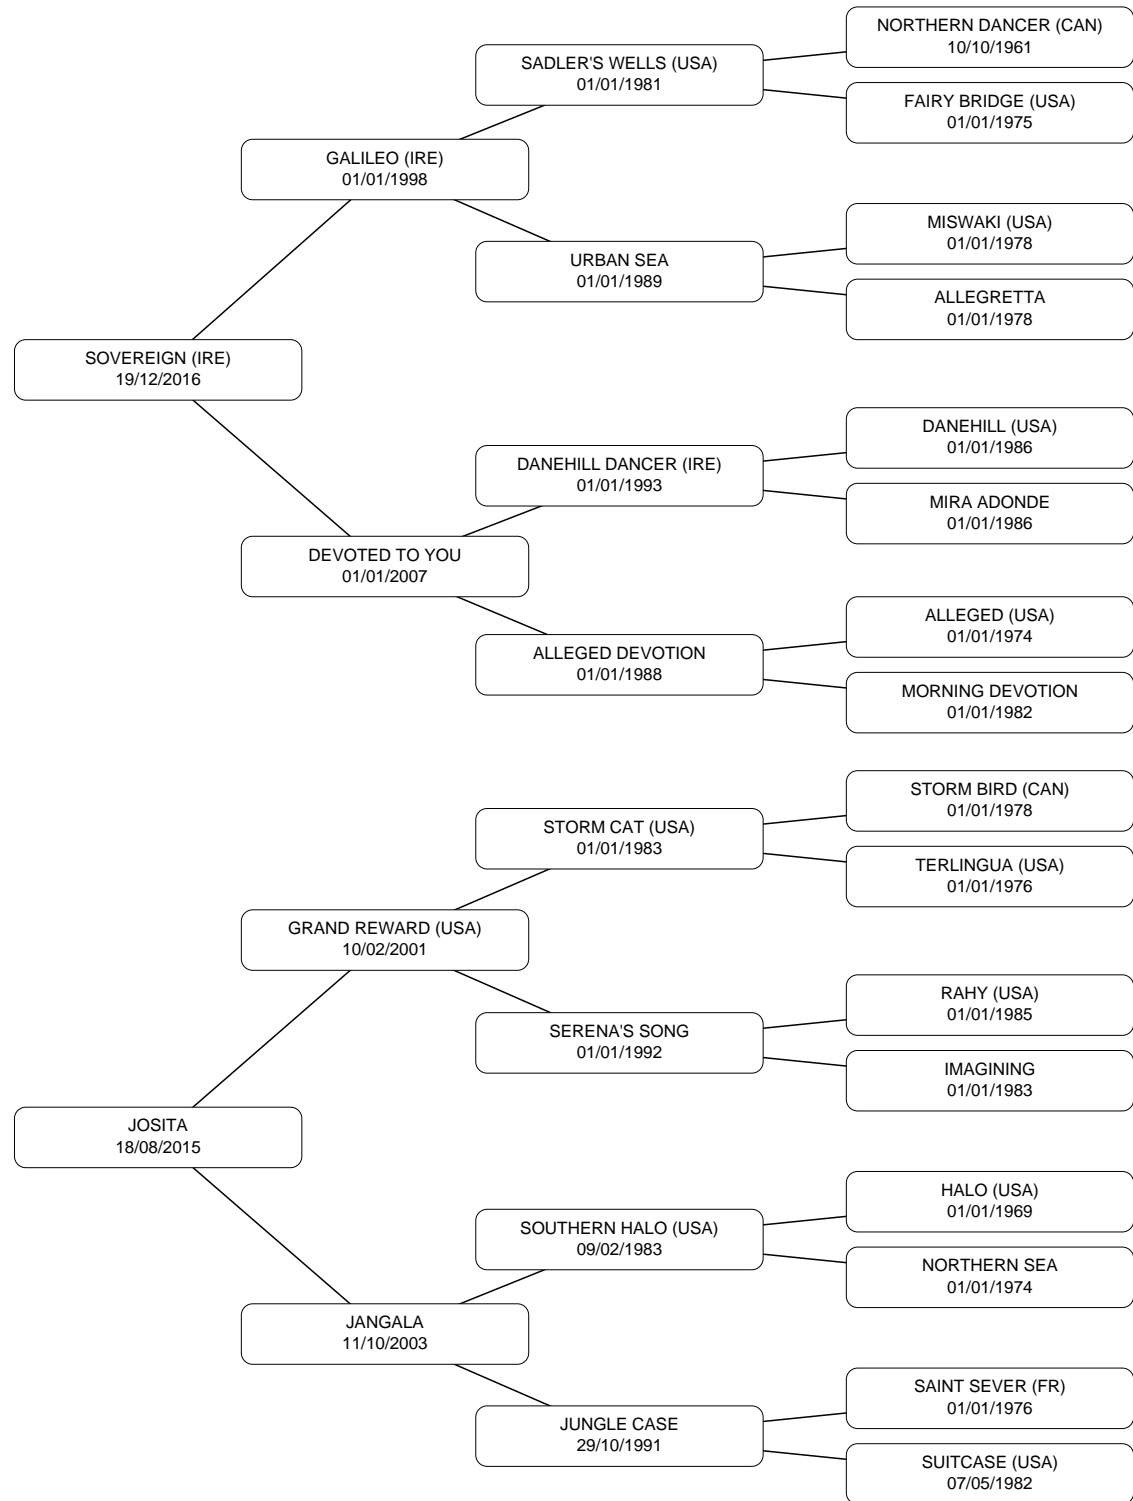 NORTHERN DANCER (CAN)
10/10/1961
SADLER'S WELLS (USA)
01/01/1981
FAIRY BRIDGE (USA)
01/01/1975
GALILEO (IRE)
01/01/1998
MISWAKI (USA)
01/01/1978
URBAN SEA
01/01/1989
ALLEGRETTA
01/01/1978
SOVEREIGN (IRE)
19/12/2016
DANEHILL (USA)
01/01/1986
DANEHILL DANCER (IRE)
01/01/1993
MIRA ADONDE
01/01/1986
DEVOTED TO YOU
01/01/2007
ALLEGED (USA)
01/01/1974
ALLEGED DEVOTION
01/01/1988
MORNING DEVOTION
01/01/1982
STORM BIRD (CAN)
01/01/1978
STORM CAT (USA)
01/01/1983
TERLINGUA (USA)
01/01/1976
GRAND REWARD (USA)
10/02/2001
RAHY (USA)
01/01/1985
SERENA'S SONG
01/01/1992
IMAGINING
01/01/1983
JOSITA
18/08/2015
HALO (USA)
01/01/1969
SOUTHERN HALO (USA)
09/02/1983
NORTHERN SEA
01/01/1974
JANGALA
11/10/2003
SAINT SEVER (FR)
01/01/1976
JUNGLE CASE
29/10/1991
SUITCASE (USA)
07/05/1982